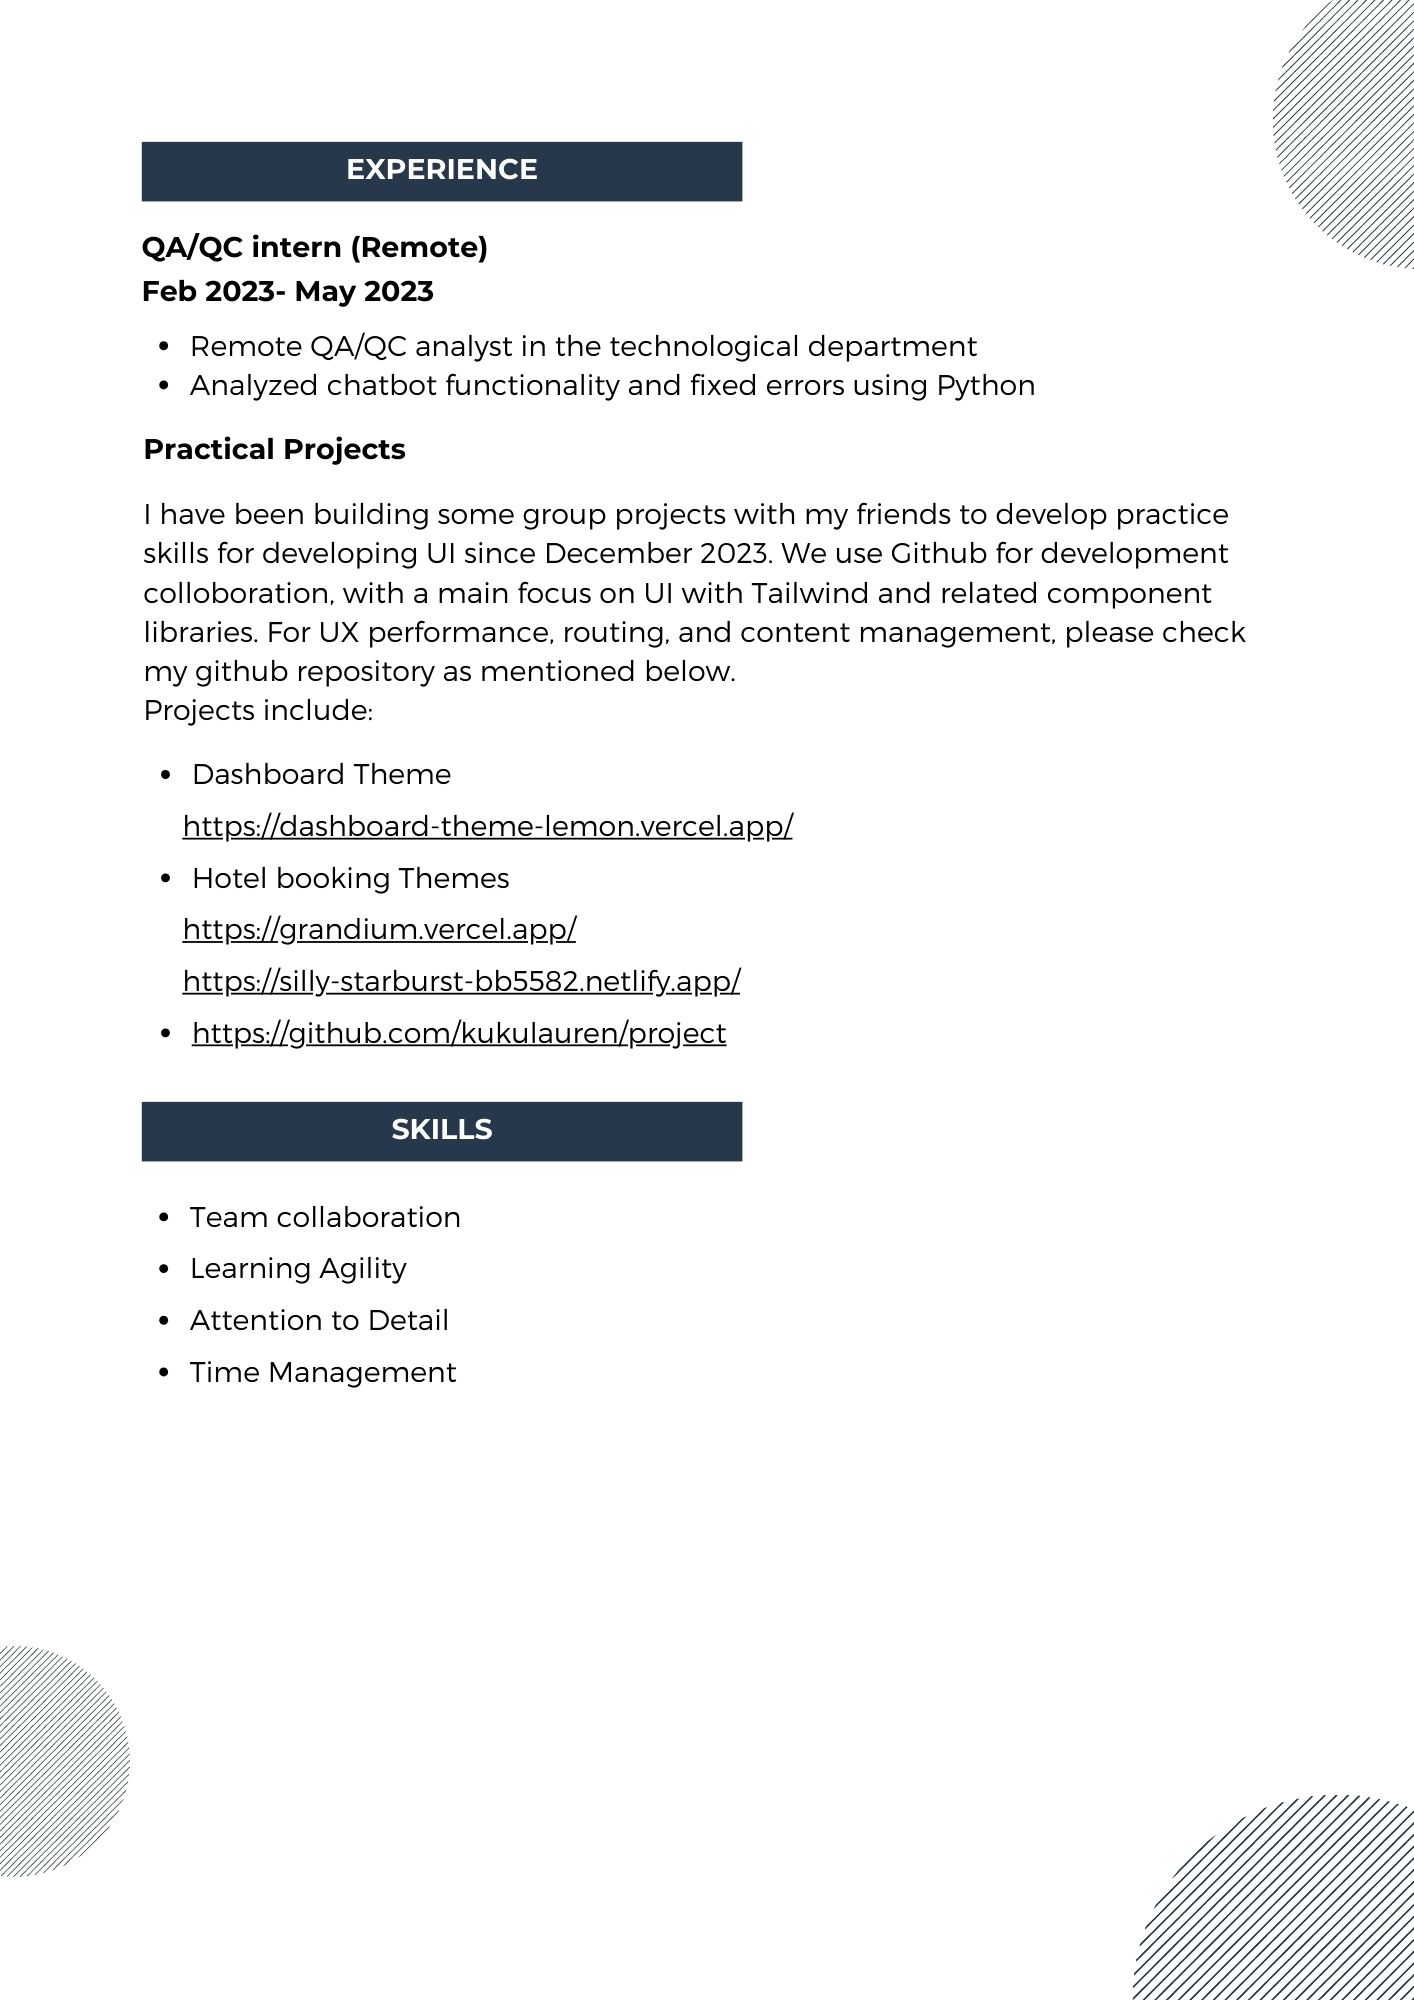 EXPERIENCE
QA/QC intern (Remote)
Feb 2023- May 2023
• Remote QA/QC analyst in the technological department
• Analyzed chatbot functionality and fixed errors using Python
Practical Projects
I have been building some group projects with my friends to develop practice
skills for developing UI since December 2023. We use Github for development
colloboration, with a main focus on UI with Tailwind and related component
libraries. For UX performance, routing, and content management, please check
my github repository as mentioned below.
Projects include:
• Dashboard Theme
https://dashboard-theme-lemon.vercel.app/
• Hotel booking Themes
https://grandium.vercel.app/
https://silly-starburst-bb5582.netlify.app/
• https://github.com/kukulauren/project
SKILLS
• Team collaboration
• Learning Agility
• Attention to Detail
• Time Management